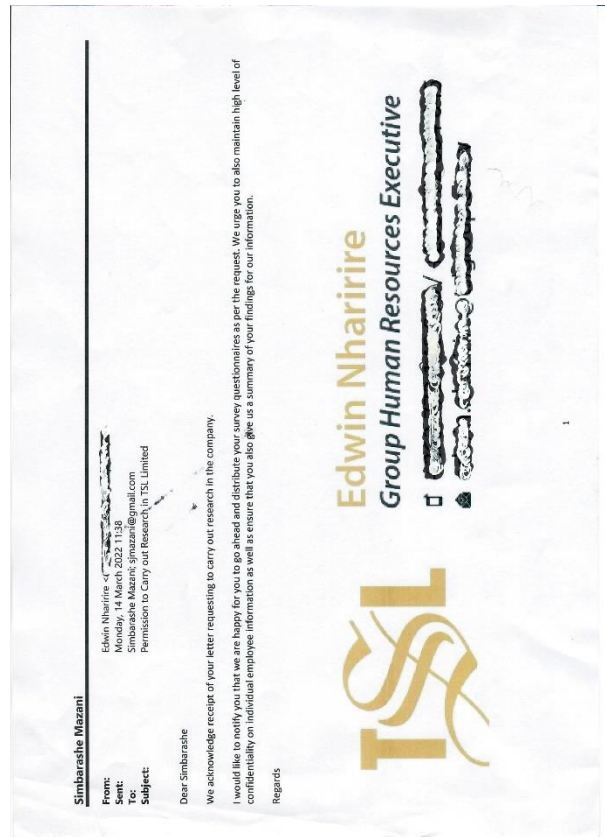 Simbarashe Mazani
From: Edwin Nharirire <
Sent: Monday, 14 March 2022 11:38
To: Simbarashe Mazani; sjmazani@gmail.com
Subject: Permission to Carry out Research in TSL Limited
Dear Simbarashe
We acknowledge receipt of your letter requesting to carry out research in the company.
I would like to notify you that we are happy for you to go ahead and distribute your survey questionnaires as per the request. We urge you to also maintain high level of
confidentiality on individual employee information as well as ensure that you also give us a summary of your findings for our information.
Regards
TSL
Edwin Nharirire
Group Human Resources Executive
/
1